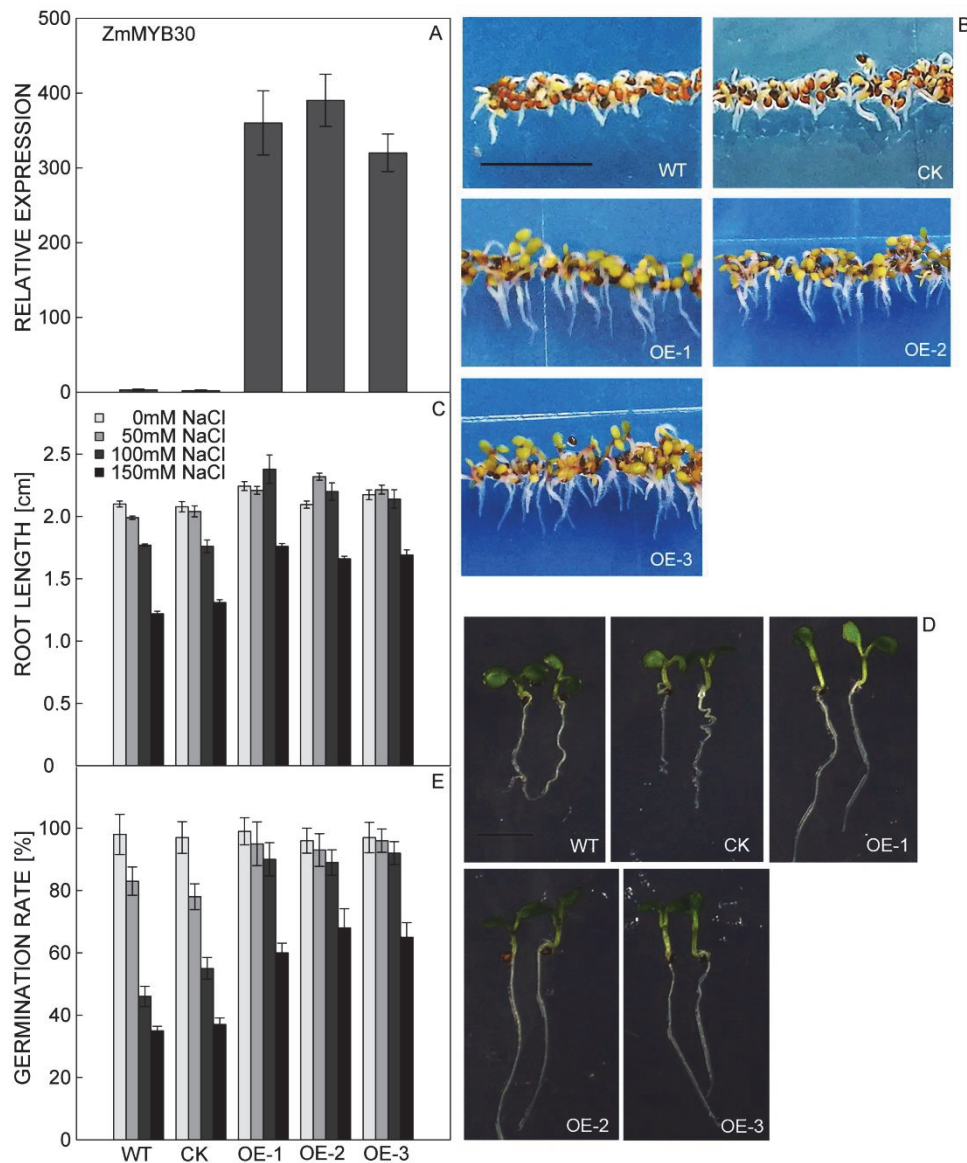 ZmMYB30
A
RELATIVE EXPRESSION
500
400
300
200
100
0
B
WT
CK
OE-1
OE-2
OE-3
C
0mM NaCl
50mM NaCl
100mM NaCl
150mM NaCl
ROOT LENGTH [cm]
2.5
2.0
1.5
1.0
0.5
0
D
WT
CK
OE-1
OE-2
OE-3
E
GERMINATION RATE [%]
100
80
60
40
20
0
WT CK OE-1 OE-2 OE-3